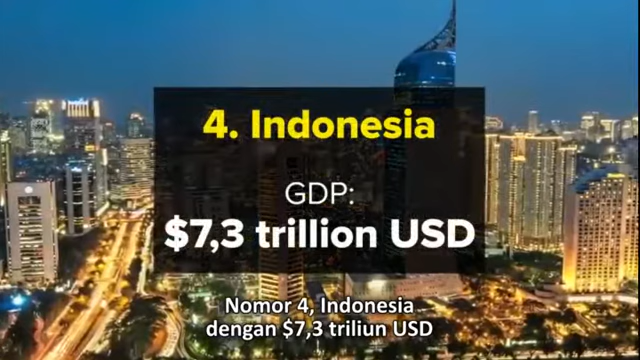 4. Indonesia
GDP:
$7,3 trillion USD
Nomor 4, Indonesia
dengan $7,3 triliun USD